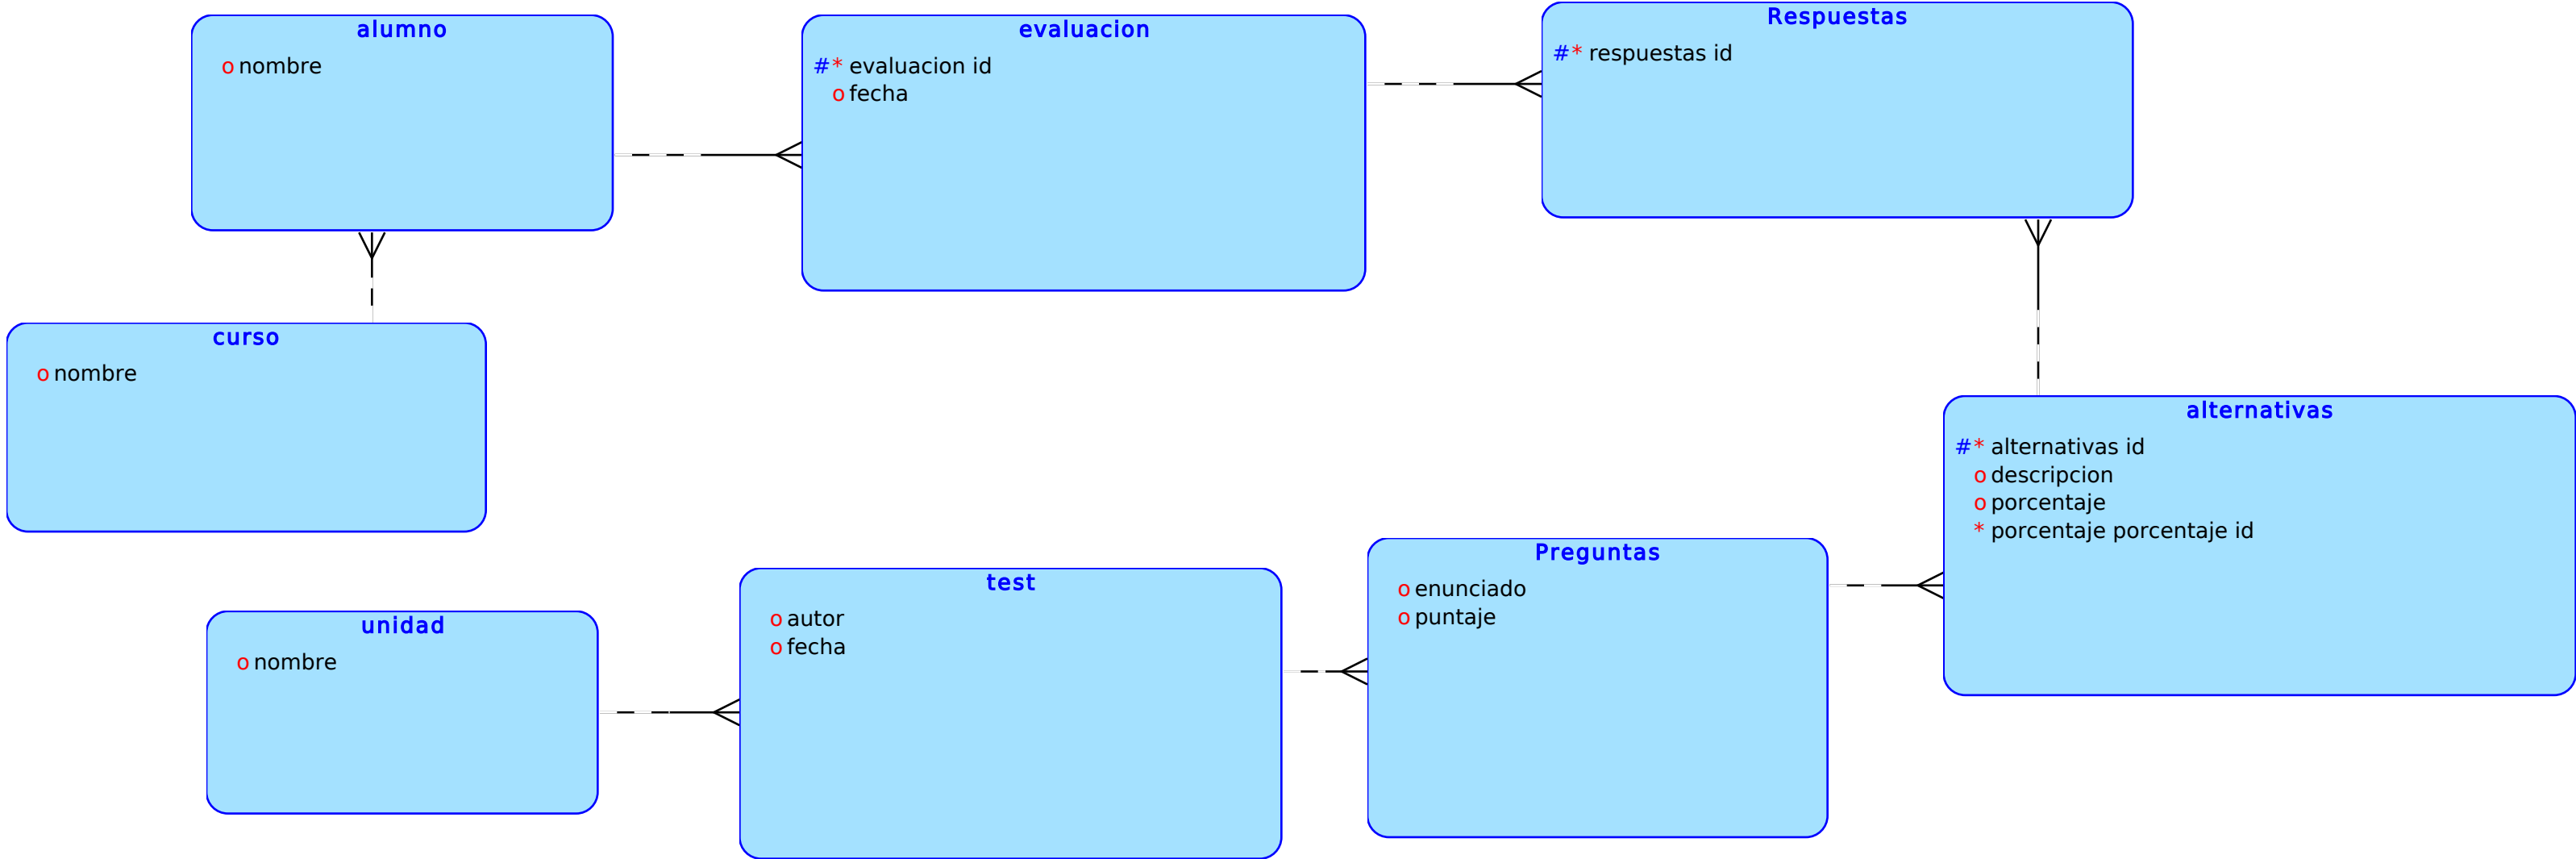 alumno
o nombre
evaluacion
#* evaluacion id
o fecha
Respuestas
#* respuestas id
curso
o nombre
alternativas
#* alternativas id
o descripcion
o porcentaje
* porcentaje porcentaje id
unidad
o nombre
test
o autor
o fecha
Preguntas
o enunciado
o puntaje